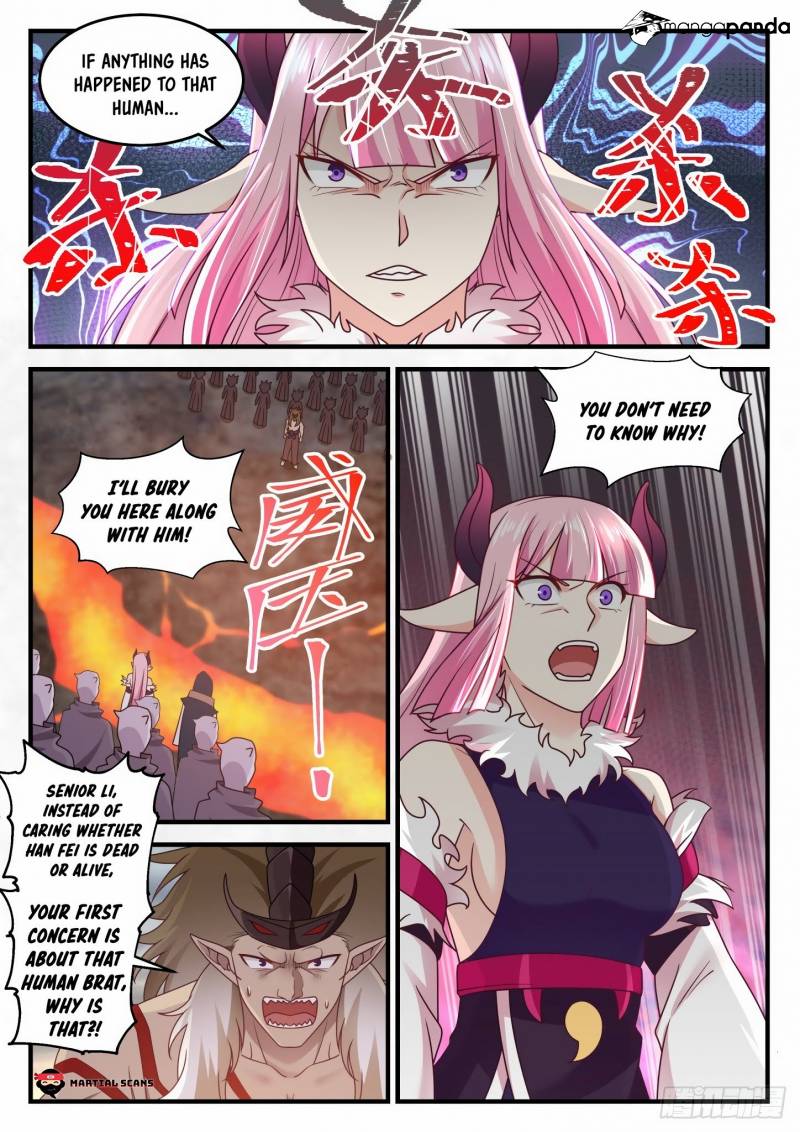 mangapanda
IF ANYTHING HAS
HAPPENED TO THAT
HUMAN...
杀
杀
杀
杀
I'LL BURY
YOU HERE ALONG
WITH HIM!
威压一!
YOU DON'T NEED
TO KNOW WHY!
SENIOR LI,
INSTEAD OF
CARING WHETHER
HAN FEI IS DEAD
OR ALIVE,
YOUR FIRST
CONCERN IS
ABOUT THAT
HUMAN BRAT,
WHY IS
THAT?!
MARTIAL SCANS
腾讯动漫